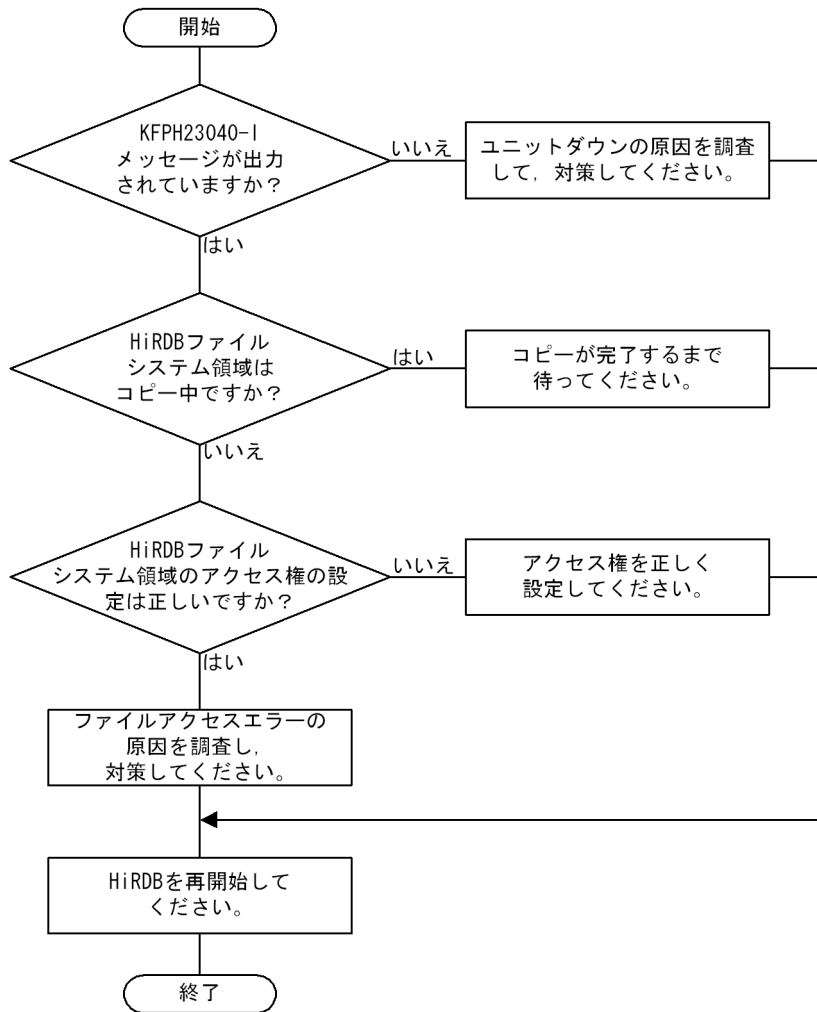 開始
KFPH23040-I
メッセージが出力
されていますか？
いいえ
ユニットダウンの原因を調査
して，対策してください。
はい
HiRDBファイル
システム領域は
コピー中ですか？
はい
コピーが完了するまで
待ってください。
いいえ
HiRDBファイル
システム領域のアクセス権の設
定は正しいですか？
いいえ
アクセス権を正しく
設定してください。
はい
ファイルアクセスエラーの
原因を調査し，
対策してください。
HiRDBを再開始して
ください。
終了